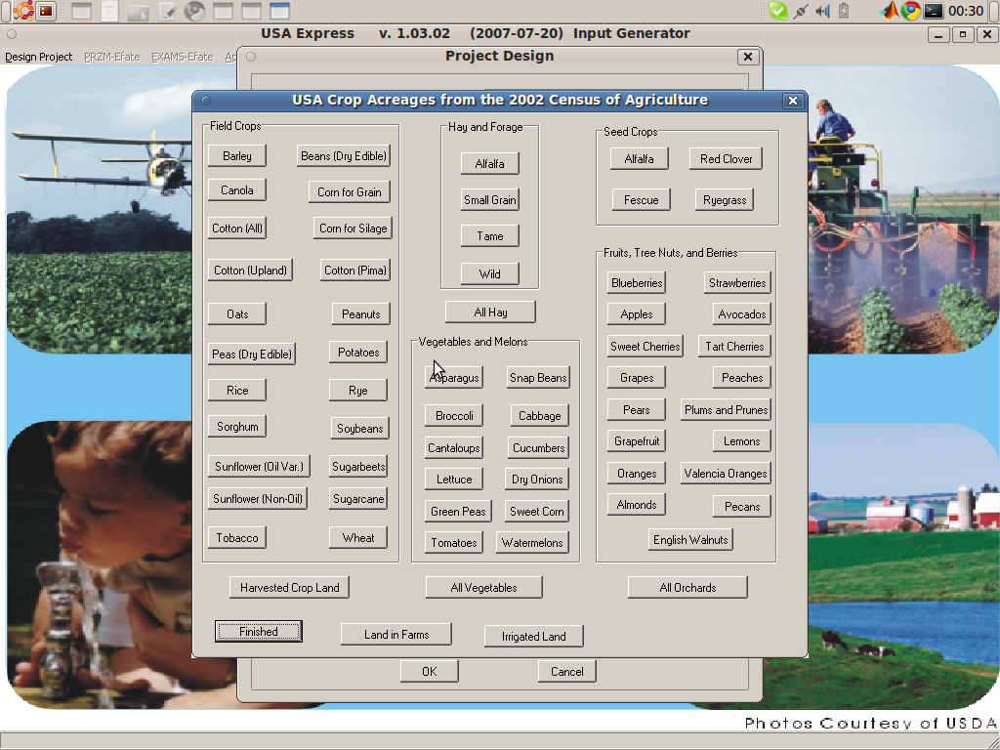 00:30
USA Express v. 1.03.02 (2007-07-20) Input Generator
Design Project PRZM-Efate EXAMS-Efate
Project Design
USA Crop Acreages from the 2002 Census of Agriculture
Field Crops
Barley Beans (Dry Edible)
Canola Corn for Grain
Cotton (All) Corn for Silage
Cotton (Upland) Cotton (Pima)
Oats Peanuts
Peas (Dry Edible) Potatoes
Rice Rye
Sorghum Soybeans
Sunflower (Oil Var.) Sugarbeets
Sunflower (Non-Oil) Sugarcane
Tobacco Wheat
Harvested Crop Land
Hay and Forage
Alfalfa
Small Grain
Tame
Wild
All Hay
Vegetables and Melons
Asparagus Snap Beans
Broccoli Cabbage
Cantaloups Cucumbers
Lettuce Dry Onions
Green Peas Sweet Corn
Tomatoes Watermelons
All Vegetables
Seed Crops
Alfalfa Red Clover
Fescue Ryegrass
Fruits, Tree Nuts, and Berries
Blueberries Strawberries
Apples Avocados
Sweet Cherries Tart Cherries
Grapes Peaches
Pears Plums and Prunes
Grapefruit Lemons
Oranges Valencia Oranges
Almonds Pecans
English Walnuts
All Orchards
Finished Land in Farms Irrigated Land
OK Cancel
Photos Courtesy of USDA